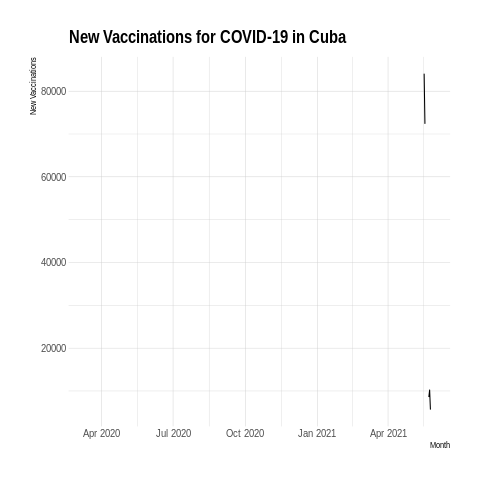 New Vaccinations for COVID-19 in Cuba
New Vaccinations
80000
60000
40000
20000
Apr 2020 Jul 2020 Oct 2020 Jan 2021 Apr 2021
Month